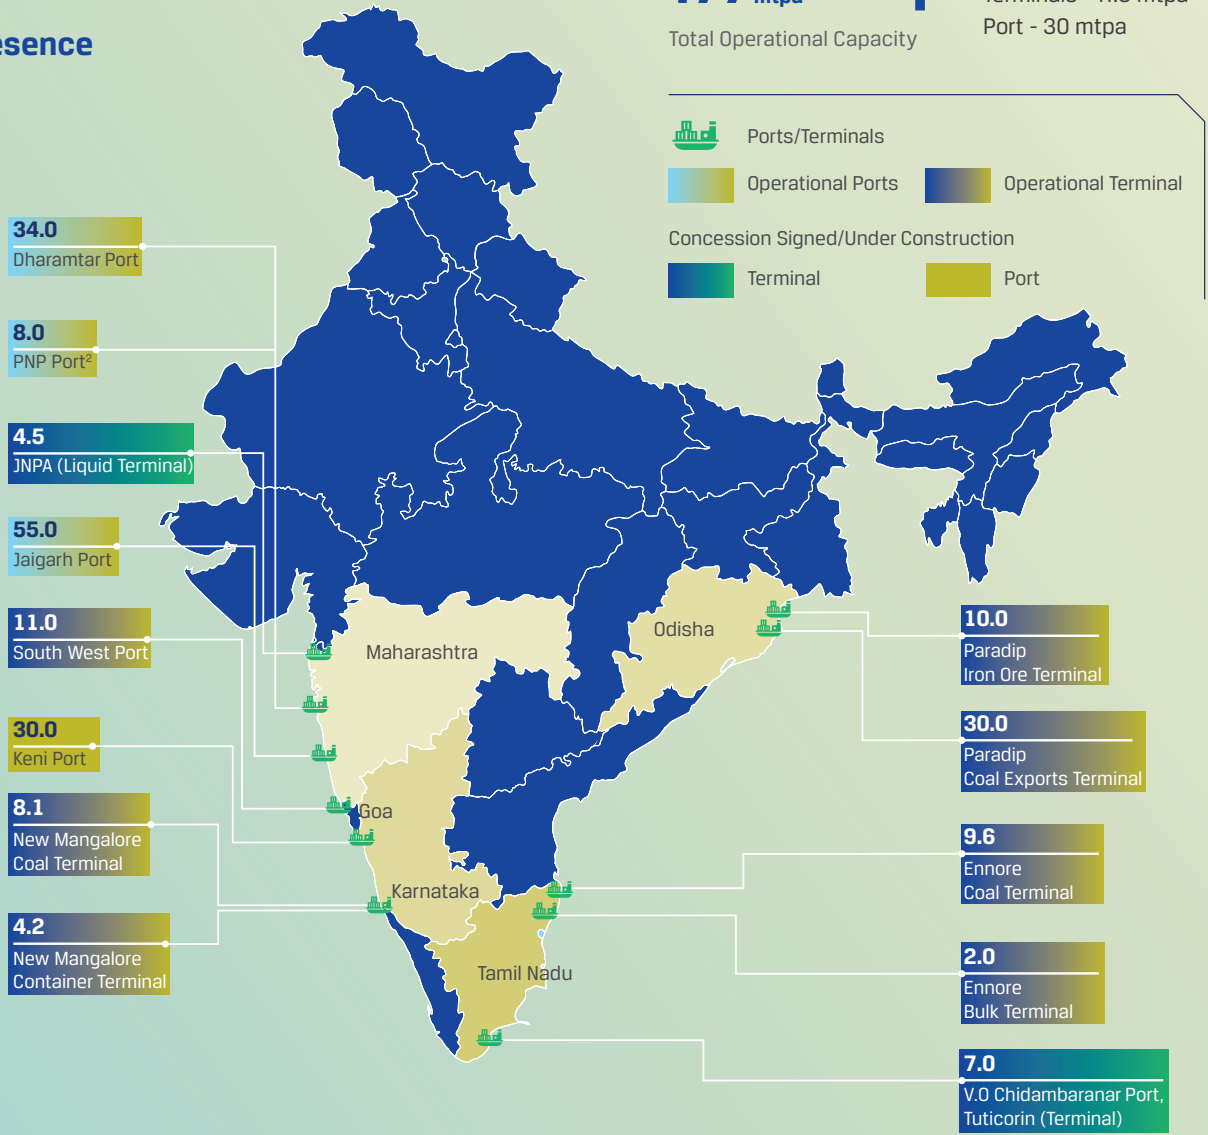 esence
mtpa
Total Operational Capacity
Port - 30 mtpa
Ports/Terminals
Operational Ports
Operational Terminal
Concession Signed/Under Construction
Terminal
Port
34.0
Dharamtar Port
8.0
PNP Port²
4.5
JNPA (Liquid Terminal)
55.0
Jaigarh Port
11.0
South West Port
30.0
Keni Port
8.1
New Mangalore
Coal Terminal
4.2
New Mangalore
Container Terminal
Maharashtra
Odisha
Goa
Karnataka
Tamil Nadu
10.0
Paradip
Iron Ore Terminal
30.0
Paradip
Coal Exports Terminal
9.6
Ennore
Coal Terminal
2.0
Ennore
Bulk Terminal
7.0
V.O Chidambaranar Port,
Tuticorin (Terminal)